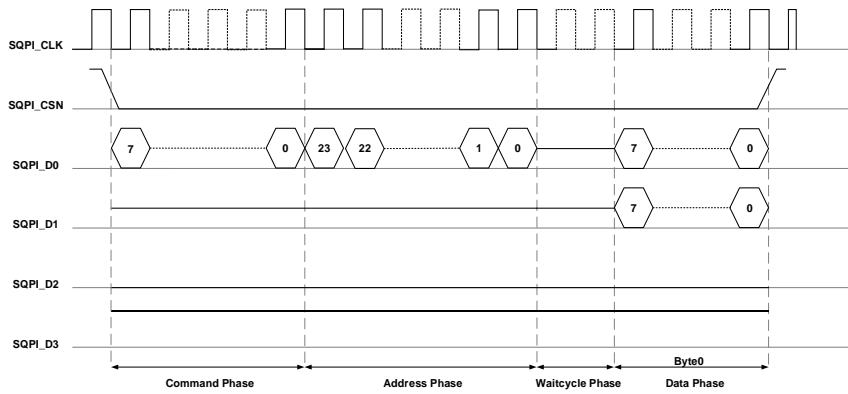 SQPI_CLK
SQPI_CSN
7 0 23 22 1 0 7 0
SQPI_D0
7 0
SQPI_D1
SQPI_D2
SQPI_D3
Byte0
Command Phase Address Phase Waitcycle Phase Data Phase